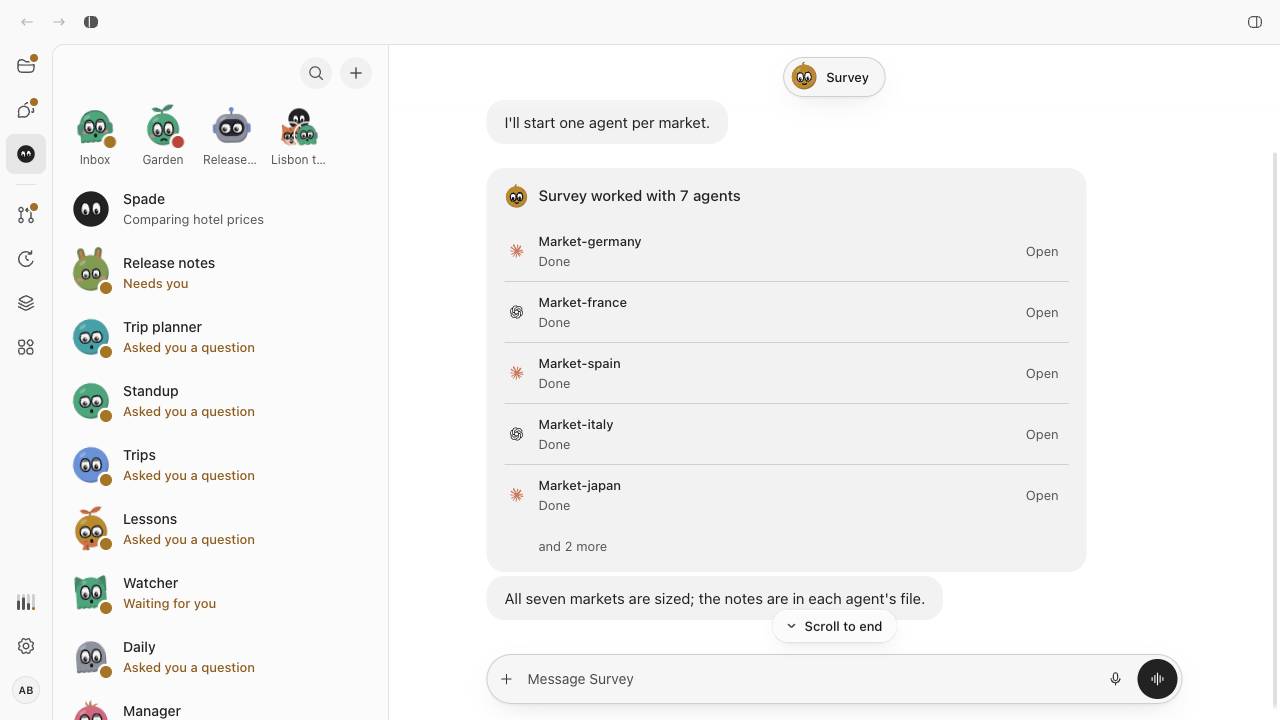 Inbox
Garden
Release...
Lisbon t...
Spade
Comparing hotel prices
Release notes
Needs you
Trip planner
Asked you a question
Standup
Asked you a question
Trips
Asked you a question
Lessons
Asked you a question
Watcher
Waiting for you
Daily
Asked you a question
Manager
AB
Survey
I'll start one agent per market.
Survey worked with 7 agents
Market-germany
Done
Open
Market-france
Done
Open
Market-spain
Done
Open
Market-italy
Done
Open
Market-japan
Done
Open
and 2 more
All seven markets are sized; the notes are in each agent's file.
Scroll to end
Message Survey